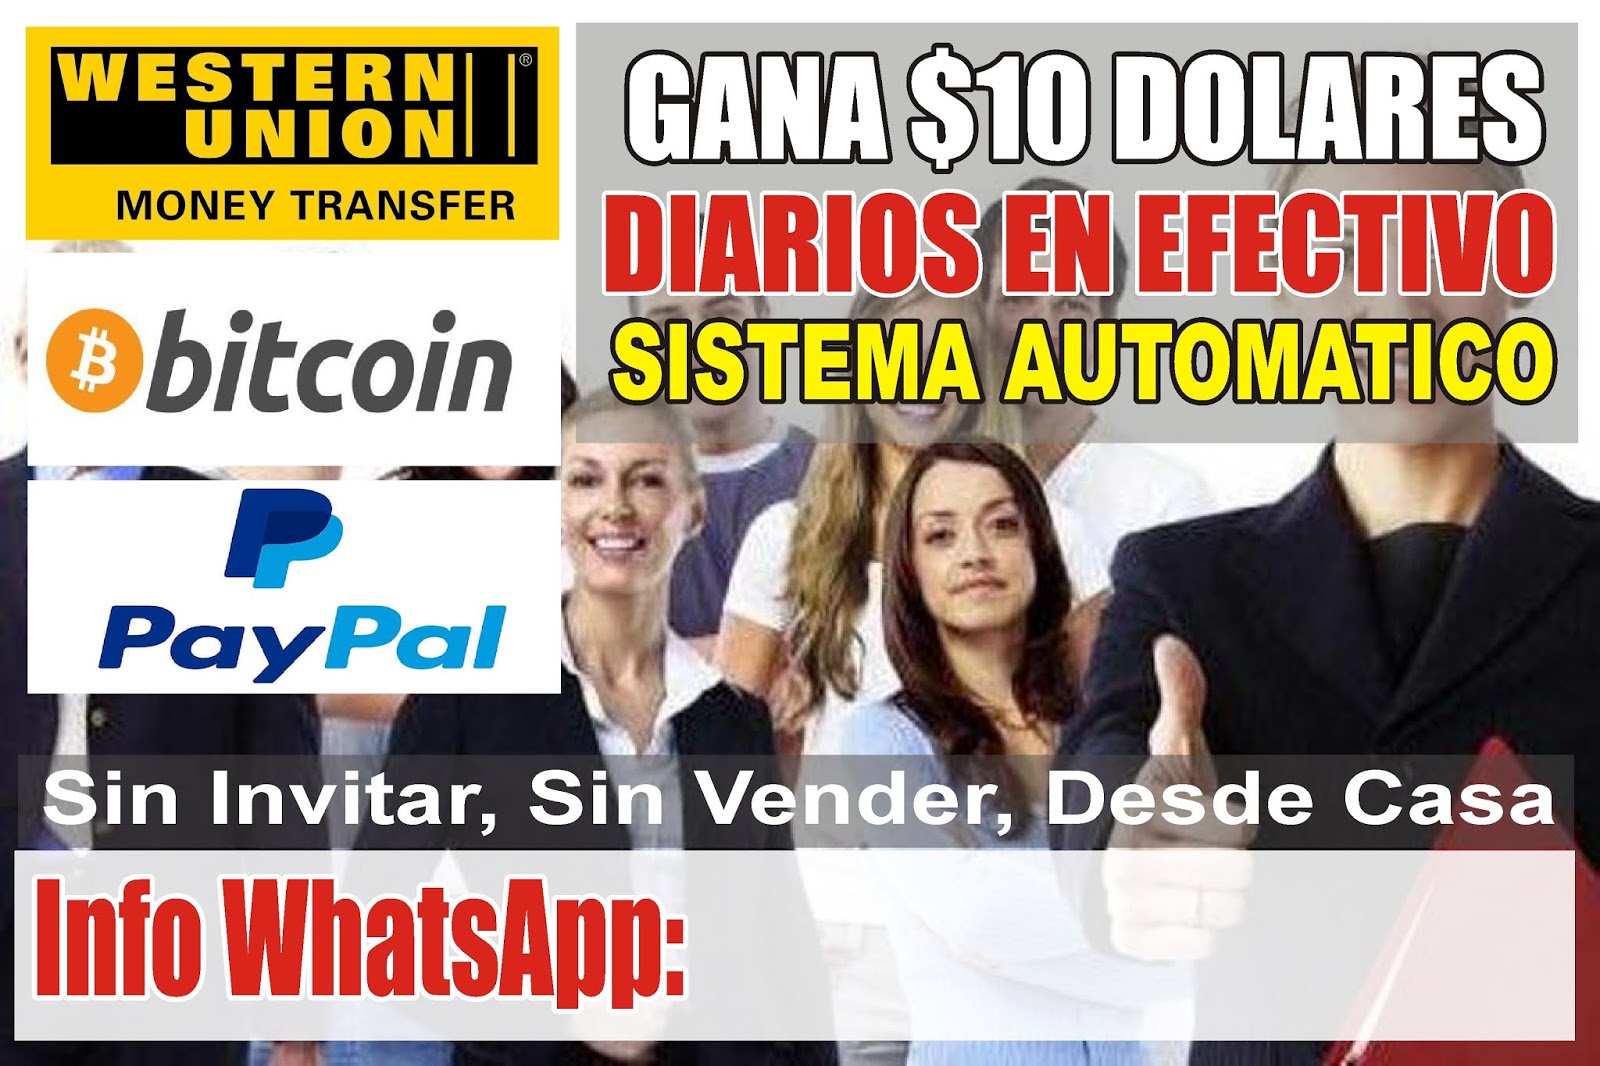 WESTERN
UNION ®
MONEY TRANSFER
bitcoin
PayPal
GANA $10 DOLARES
DIARIOS EN EFECTIVO
SISTEMA AUTOMATICO
Sin Invitar, Sin Vender, Desde Casa
Info WhatsApp: